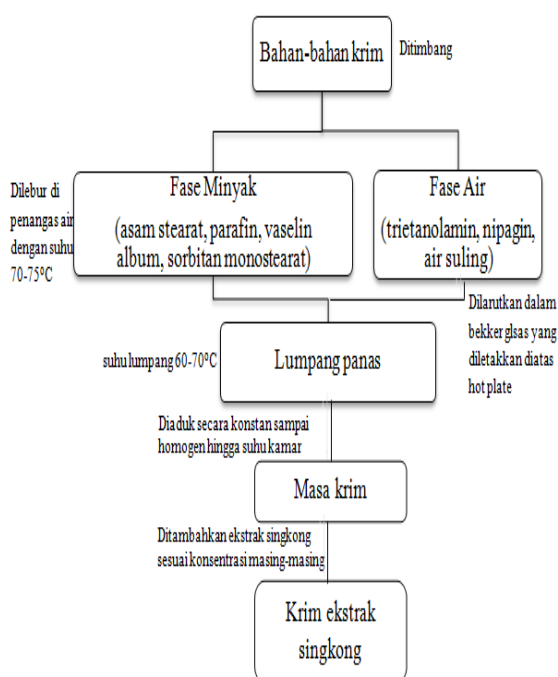 Bahan-bahan krim
Ditimbang
Dilebur di
penangas air
dengan suhu
70-75°C
Fase Minyak
(asam stearat, parafin, vaselin
album, sorbitan monostearat)
Fase Air
(trietanolamin, nipagin,
air suling)
Dilarutkan dalam
bekker glsas yang
diletakkan diatas
hot plate
suhu lumpang 60-70°C
Lumpang panas
Diaduk secara konstan sampai
homogen hingga suhu kamar
Masa krim
Ditambahkan ekstrak singkong
sesuai konsentrasi masing-masing
Krim ekstrak
singkong